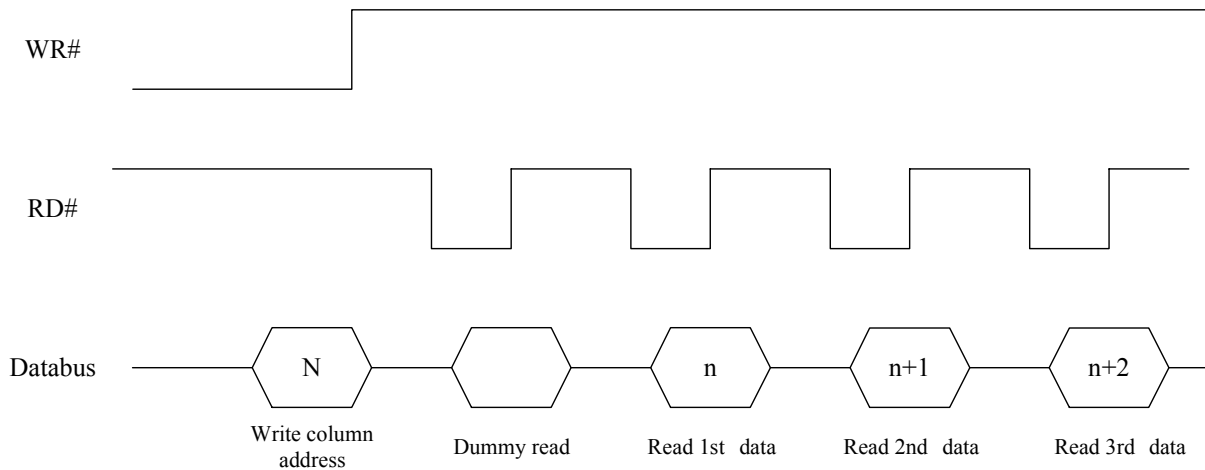 WR#
RD#
Databus
N
n
n+1
n+2
Write column
address
Dummy read
Read 1st data
Read 2nd data
Read 3rd data